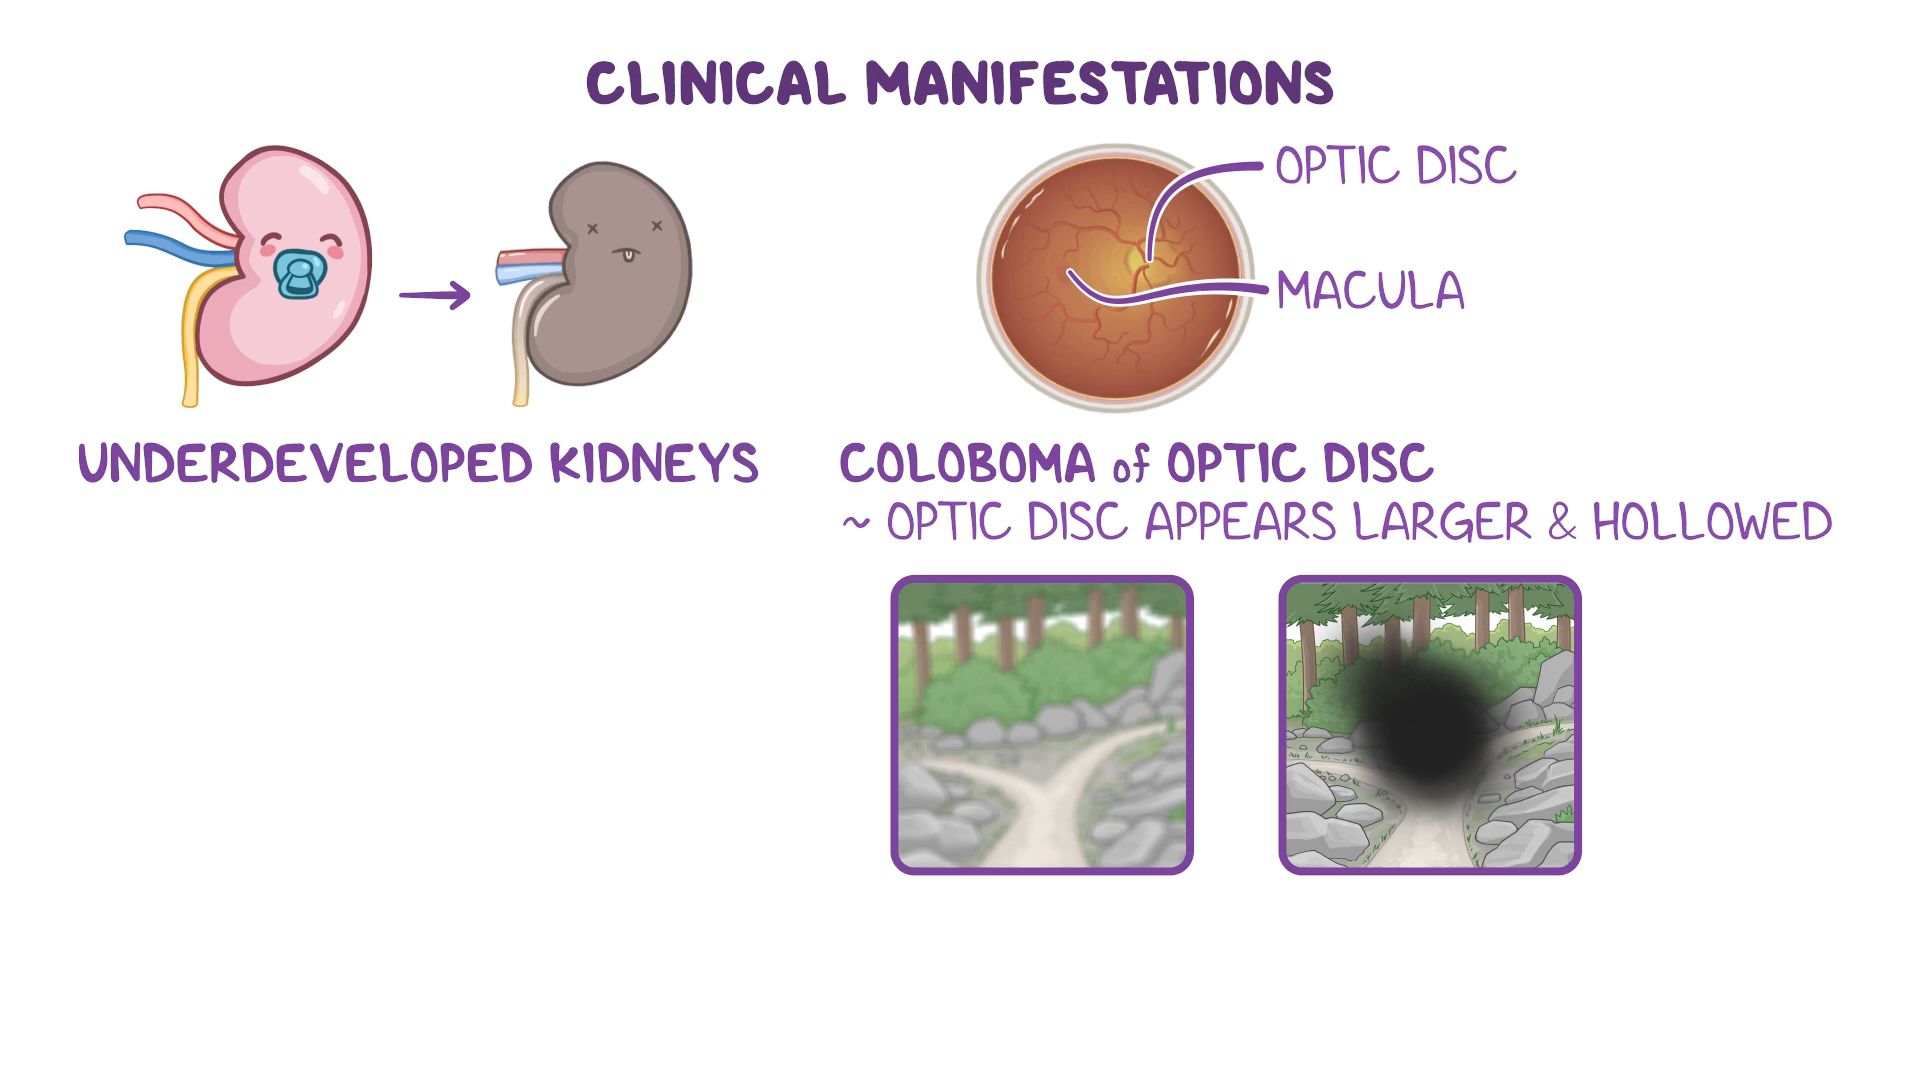 CLINICAL MANIFESTATIONS
OPTIC DISC
MACULA
UNDERDEVELOPED KIDNEYS
COLOBOMA of OPTIC DISC
~ OPTIC DISC APPEARS LARGER & HOLLOWED